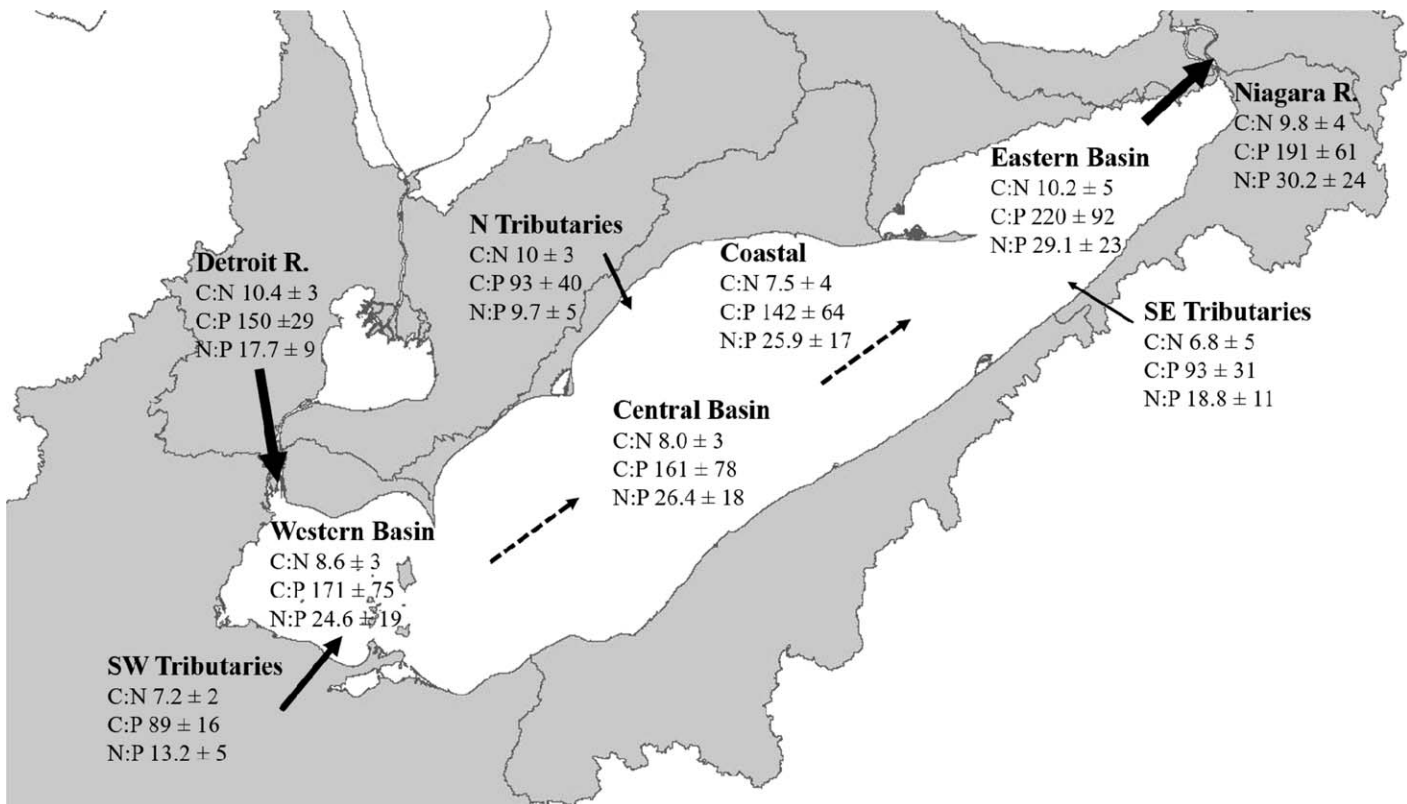 Niagara R.
C:N 9.8 ± 4
C:P 191 ± 61
N:P 30.2 ± 24
Eastern Basin
C:N 10.2 ± 5
C:P 220 ± 92
N:P 29.1 ± 23
N Tributaries
C:N 10 ± 3
C:P 93 ± 40
N:P 9.7 ± 5
Coastal
C:N 7.5 ± 4
C:P 142 ± 64
N:P 25.9 ± 17
Detroit R.
C:N 10.4 ± 3
C:P 150 ±29
N:P 17.7 ± 9
SE Tributaries
C:N 6.8 ± 5
C:P 93 ± 31
N:P 18.8 ± 11
Central Basin
C:N 8.0 ± 3
C:P 161 ± 78
N:P 26.4 ± 18
Western Basin
C:N 8.6 ± 3
C:P 171 ± 75
N:P 24.6 ± 19
SW Tributaries
C:N 7.2 ± 2
C:P 89 ± 16
N:P 13.2 ± 5